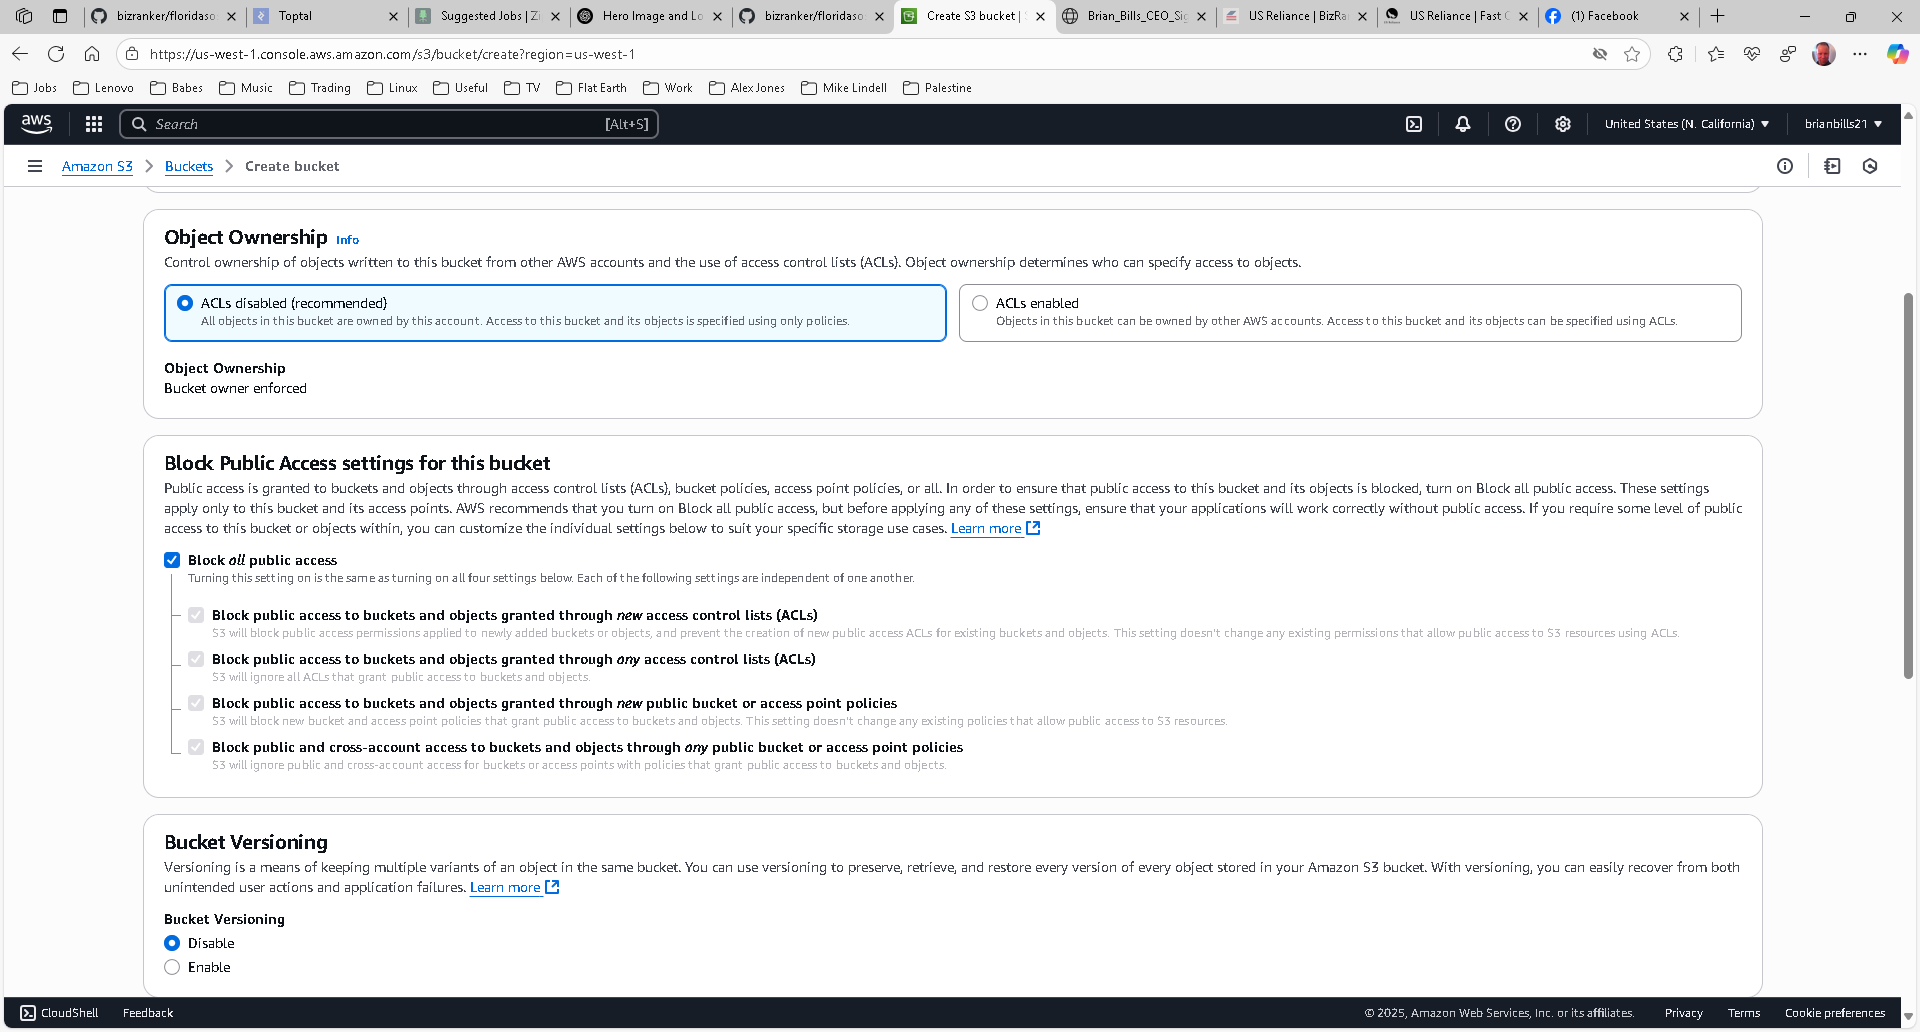 bizranker/floridaso
Toptal
Suggested Jobs | Zi
Hero Image and Lo
bizranker/floridaso
Create S3 bucket | S
Brian_Bills_CEO_Sig
US Reliance | BizRa
US Reliance | Fast C
(1) Facebook
https://us-west-1.console.aws.amazon.com/s3/bucket/create?region=us-west-1
Jobs
Lenovo
Babes
Music
Trading
Linux
Useful
TV
Flat Earth
Work
Alex Jones
Mike Lindell
Palestine
aws
Search
[Alt+S]
United States (N. California)
brianbills21
Amazon S3
Buckets
Create bucket
Object Ownership Info
Control ownership of objects written to this bucket from other AWS accounts and the use of access control lists (ACLs). Object ownership determines who can specify access to objects.
ACLs disabled (recommended)
All objects in this bucket are owned by this account. Access to this bucket and its objects is specified using only policies.
ACLs enabled
Objects in this bucket can be owned by other AWS accounts. Access to this bucket and its objects can be specified using ACLs.
Object Ownership
Bucket owner enforced
Block Public Access settings for this bucket
Public access is granted to buckets and objects through access control lists (ACLs), bucket policies, access point policies, or all. In order to ensure that public access to this bucket and its objects is blocked, turn on Block all public access. These settings
apply only to this bucket and its access points. AWS recommends that you turn on Block all public access, but before applying any of these settings, ensure that your applications will work correctly without public access. If you require some level of public
access to this bucket or objects within, you can customize the individual settings below to suit your specific storage use cases. Learn more
Block all public access
Turning this setting on is the same as turning on all four settings below. Each of the following settings are independent of one another.
Block public access to buckets and objects granted through new access control lists (ACLs)
S3 will block public access permissions applied to newly added buckets or objects, and prevent the creation of new public access ACLs for existing buckets and objects. This setting doesn't change any existing permissions that allow public access to S3 resources using ACLs.
Block public access to buckets and objects granted through any access control lists (ACLs)
S3 will ignore all ACLs that grant public access to buckets and objects.
Block public access to buckets and objects granted through new public bucket or access point policies
S3 will block new bucket and access point policies that grant public access to buckets and objects. This setting doesn't change any existing policies that allow public access to S3 resources.
Block public and cross-account access to buckets and objects through any public bucket or access point policies
S3 will ignore public and cross-account access for buckets or access points with policies that grant public access to buckets and objects.
Bucket Versioning
Versioning is a means of keeping multiple variants of an object in the same bucket. You can use versioning to preserve, retrieve, and restore every version of every object stored in your Amazon S3 bucket. With versioning, you can easily recover from both
unintended user actions and application failures. Learn more
Bucket Versioning
Disable
Enable
CloudShell
Feedback
© 2025, Amazon Web Services, Inc. or its affiliates.
Privacy
Terms
Cookie preferences